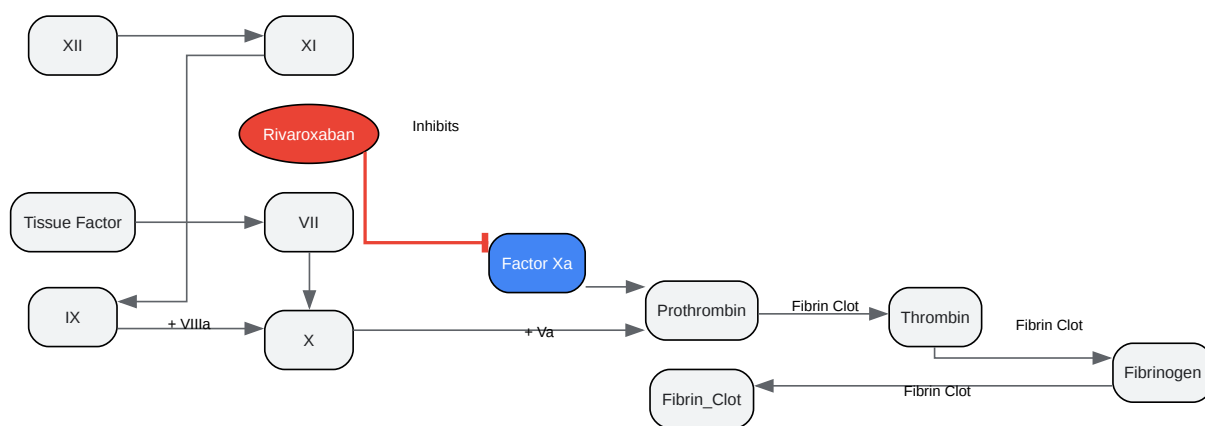 XII
XI
Rivaroxaban
Inhibits
Tissue Factor
VII
Factor Xa
IX
+ VIIIa
X
+ Va
Prothrombin
Fibrin Clot
Thrombin
Fibrin Clot
Fibrinogen
Fibrin Clot
Fibrin_Clot